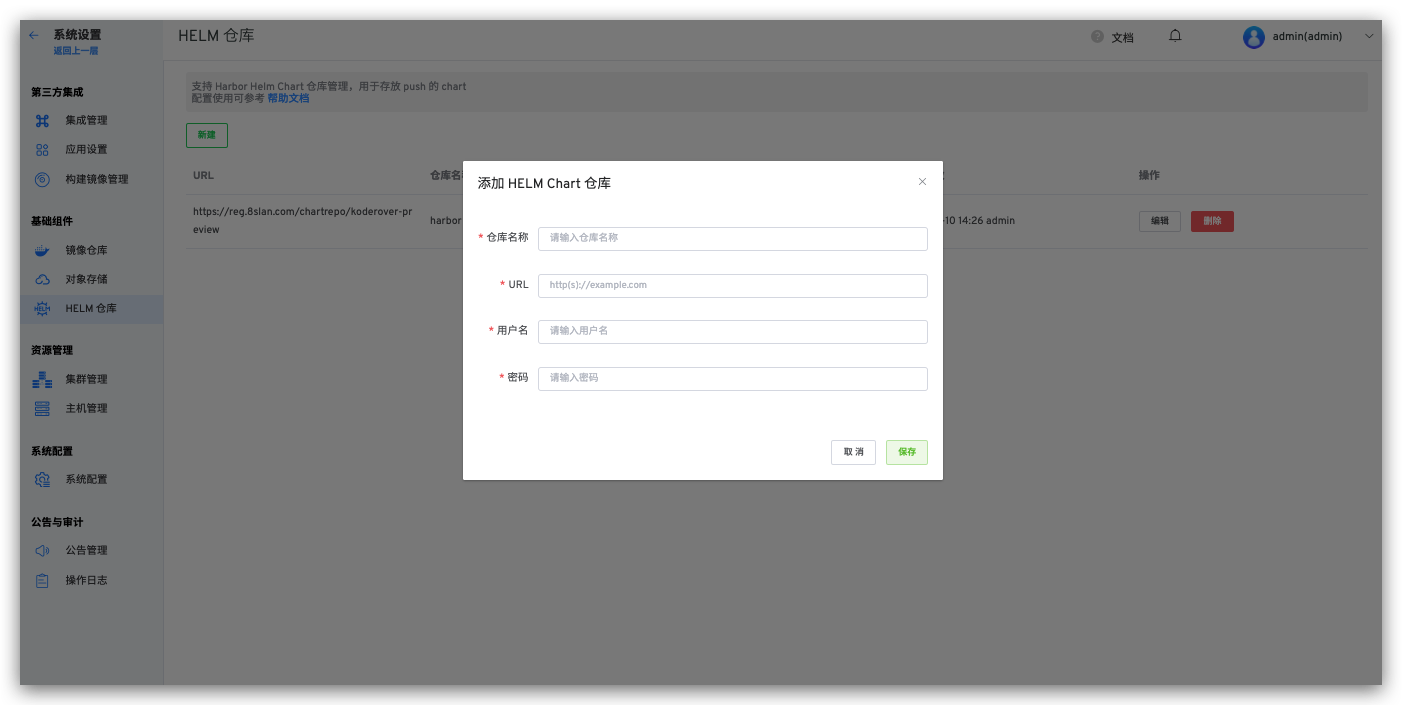 系统设置
返回上一层
HELM 仓库
文档
admin(admin)
第三方集成
集成管理
应用设置
构建镜像管理
基础组件
镜像仓库
对象存储
HELM 仓库
资源管理
集群管理
主机管理
系统配置
系统配置
公告与审计
公告管理
操作日志
支持 Harbor Helm Chart 仓库管理，用于存放 push 的 chart
配置使用可参考 帮助文档
新建
URL
仓库名
操作
https://reg.8slan.com/chartrepo/koderover-pr
eview
harbor
-10 14:26 admin
编辑
删除
添加 HELM Chart 仓库
* 仓库名称
请输入仓库名称
* URL
http(s)://example.com
* 用户名
请输入用户名
* 密码
请输入密码
取 消
保存